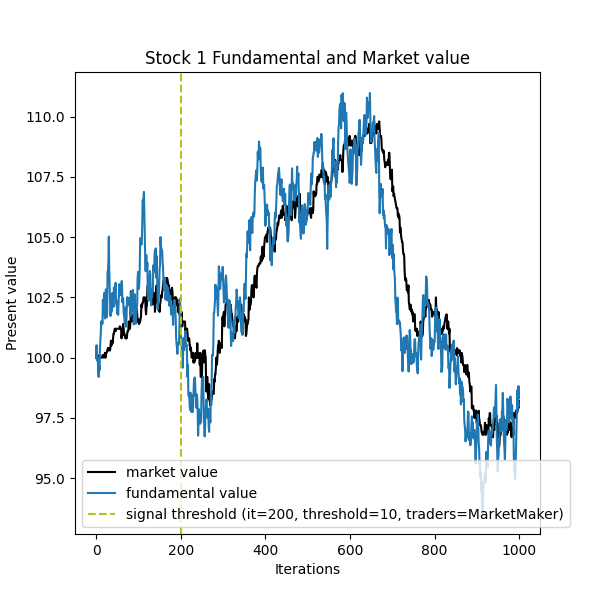 Stock 1 Fundamental and Market value
Present value
110.0
107.5
105.0
102.5
100.0
97.5
95.0
market value
fundamental value
signal threshold (it=200, threshold=10, traders=MarketMaker)
0 200 400 600 800 1000
Iterations